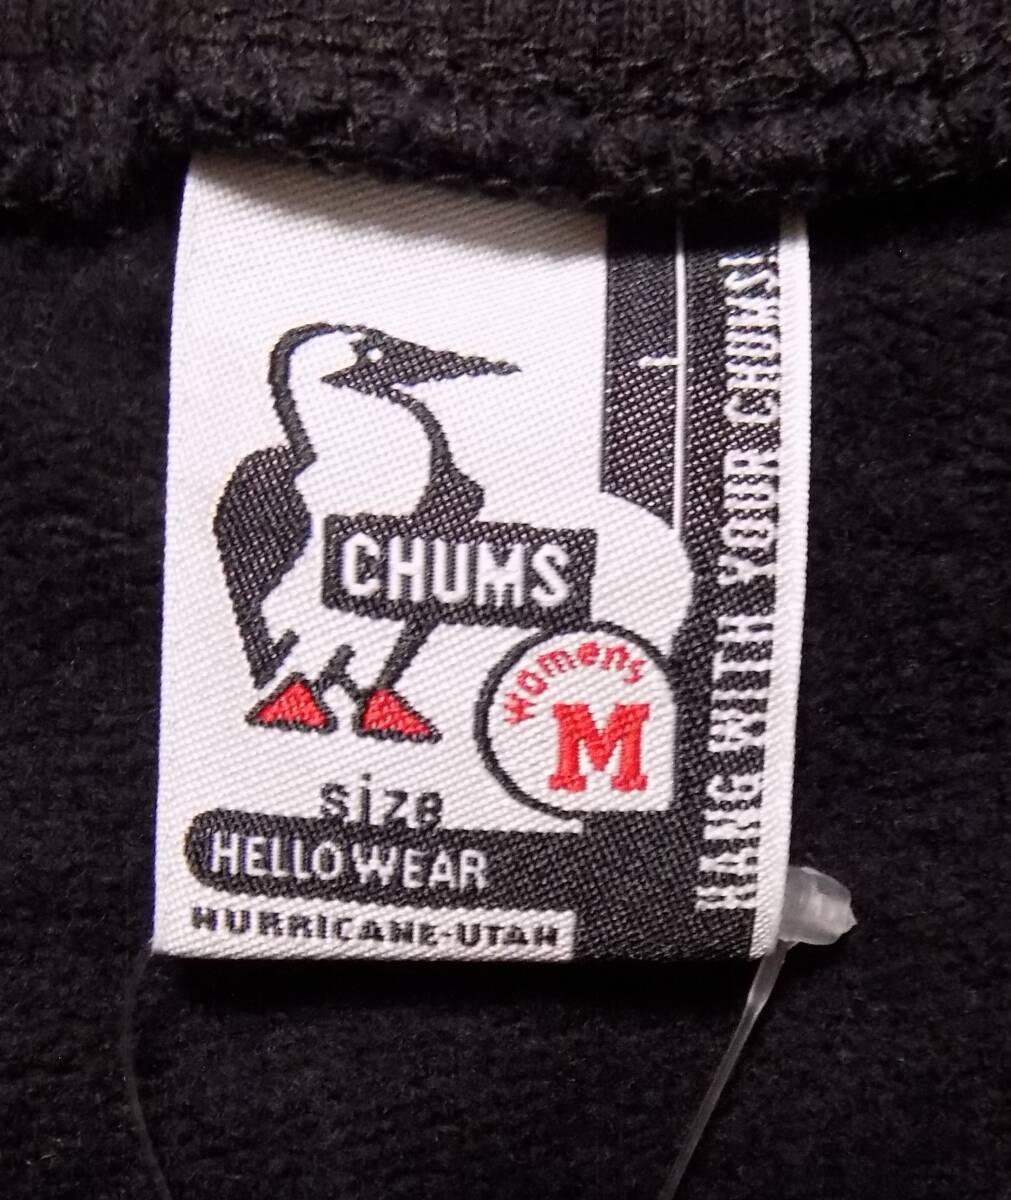 CHUMS
womens
M
size
HELLO WEAR
HURRICANE-UTAH
HANG WITH YOUR CHUMS!